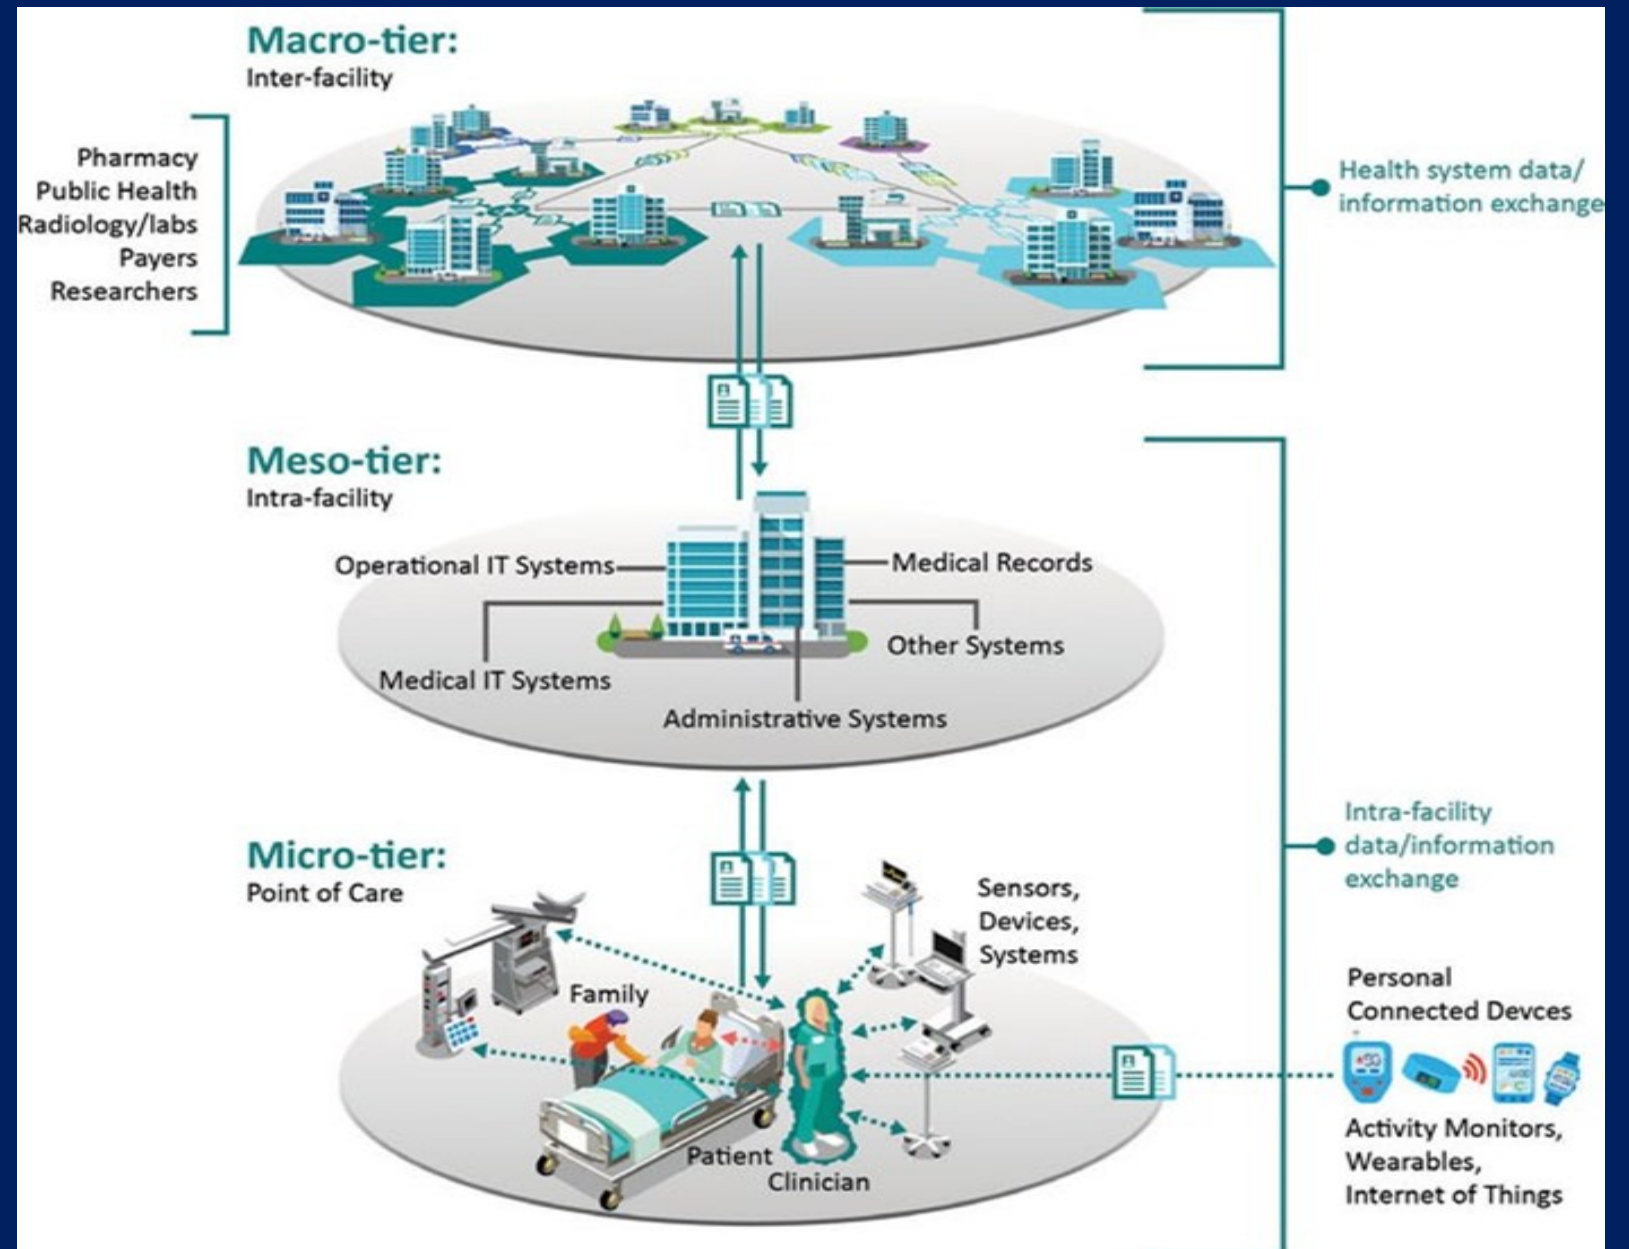 Macro-tier:
Inter-facility
Pharmacy
Public Health
Radiology/labs
Payers
Researchers
Health system data/
information exchange
Meso-tier:
Intra-facility
Operational IT Systems
Medical Records
Other Systems
Medical IT Systems
Administrative Systems
Intra-facility
data/information
exchange
Micro-tier:
Point of Care
Sensors,
Devices,
Systems
Family
Patient
Clinician
Personal
Connected Devces
Activity Monitors,
Wearables,
Internet of Things